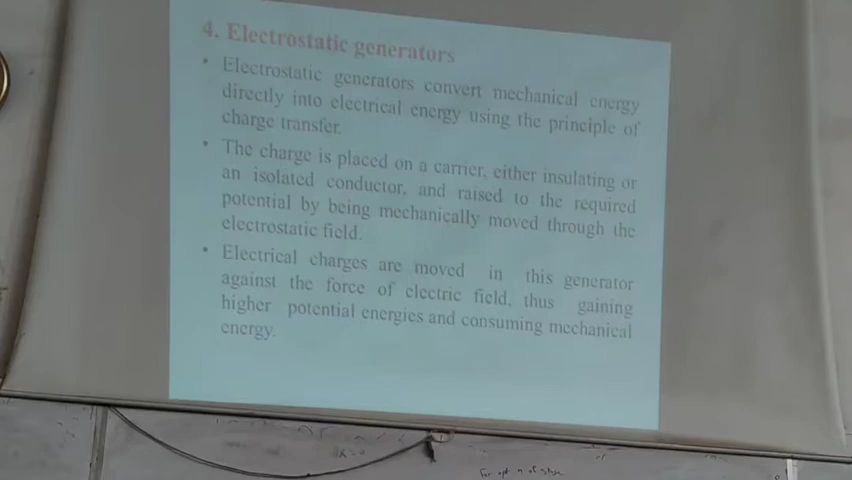 4. Electrostatic generators
• Electrostatic generators convert mechanical energy
directly into electrical energy using the principle of
charge transfer.
• The charge is placed on a carrier, either insulating or
an isolated conductor, and raised to the required
potential by being mechanically moved through the
electrostatic field.
• Electrical charges are moved in this generator
against the force of electric field, thus gaining
higher potential energies and consuming mechanical
energy.
For opt n of